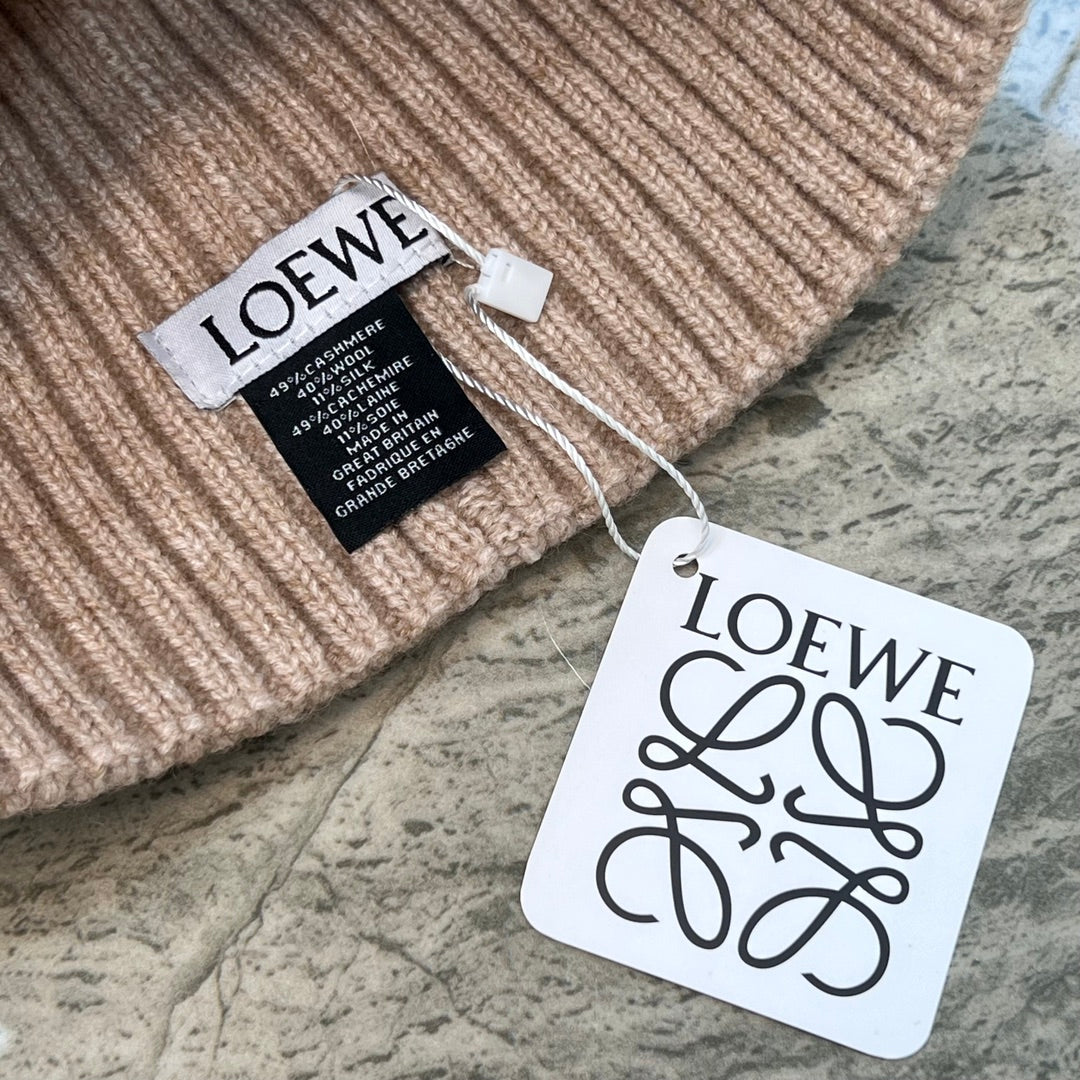 LOEWE
49%CASHMERE
40%WOOL
11%SILK
49%CACHEMIRE
40%LAINE
11%SOIE
MADE IN
GREAT BRITAIN
FADRIQUE EN
GRANDE BRETAGNE
LOEWE